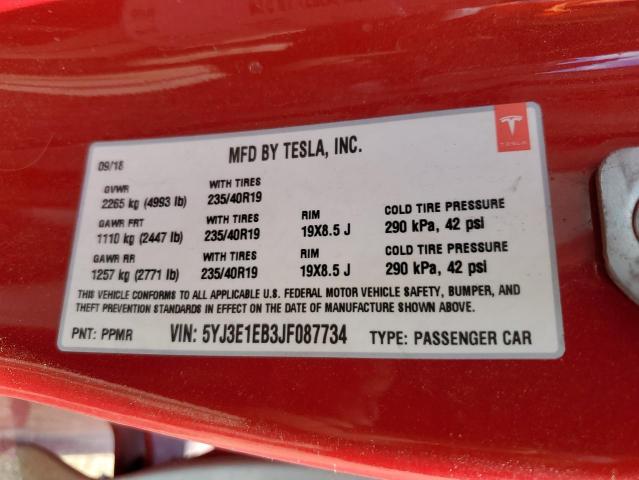 MFD BY TESLA, INC.
TESLA
09/18
GVWR WITH TIRES
2265 kg (4993 lb) 235/40R19
GAWR FRT WITH TIRES RIM COLD TIRE PRESSURE
1110 kg (2447 lb) 235/40R19 19X8.5 J 290 kPa, 42 psi
GAWR RR WITH TIRES RIM COLD TIRE PRESSURE
1257 kg (2771 lb) 235/40R19 19X8.5 J 290 kPa, 42 psi
THIS VEHICLE CONFORMS TO ALL APPLICABLE U.S. FEDERAL MOTOR VEHICLE SAFETY, BUMPER, AND
THEFT PREVENTION STANDARDS IN EFFECT ON THE DATE OF MANUFACTURE SHOWN ABOVE.
PNT: PPMR VIN: 5YJ3E1EB3JF087734 TYPE: PASSENGER CAR